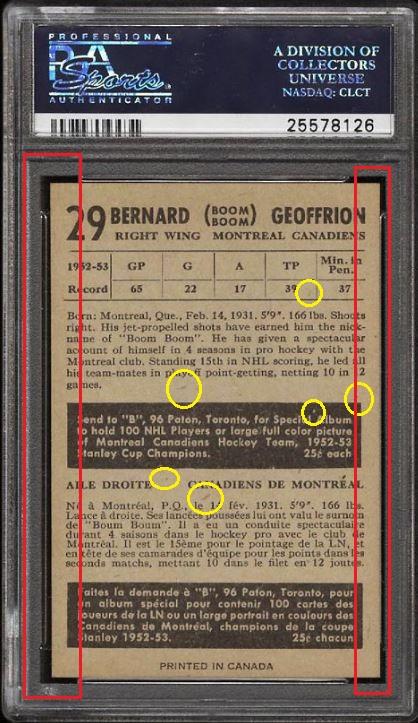 PROFESSIONAL
PSA
Sports
AUTHENTICATOR
A DIVISION OF
COLLECTORS
UNIVERSE
NASDAQ: CLCT
25578126
29 BERNARD (BOOM BOOM) GEOFFRION
RIGHT WING MONTREAL CANADIENS
1952-53 GP G A TP Min. in Pen.
Record 65 22 17 39 37
Born: Montreal, Que., Feb. 14, 1931. 5'9". 166 lbs. Shoots
right. His jet-propelled shots have earned him the nick-
name of "Boom Boom". He has given a spectacular
account of himself in 4 seasons in pro hockey with the
Montreal club. Standing 15th in NHL scoring, he led all
his team-mates in playoff point-getting, netting 10 in 12
games.
Send to "B", 96 Paton, Toronto, for Special Album
to hold 100 NHL Players or large full color picture
of Montreal Canadiens Hockey Team, 1952-53
Stanley Cup Champions. 25¢ each
AILE DROITE CANADIENS DE MONTRÉAL
Né à Montréal, P.Q., le 14 fév. 1931. 5'9". 166 lbs.
Lance à droite. Ses lancées poussées lui ont valu le surnom
de "Boum Boum". Il a eu un conduite spectaculaire
durant 4 saisons dans le hockey pro avec le club de
Montréal. Il est le 15ème pour le pointage de la LN, et
en tête de ses camarades d'équipe pour les points dans les
seconds matchs, mettant 10 dans le filet en 12 joutes.
Faites la demande à "B", 96 Paton, Toronto, pour
un album spécial pour contenir 100 cartes des
joueurs de la LN ou un large portrait en couleurs des
Canadiens de Montréal, champions de la coupe
Stanley 1952-53. 25¢ chacun
PRINTED IN CANADA